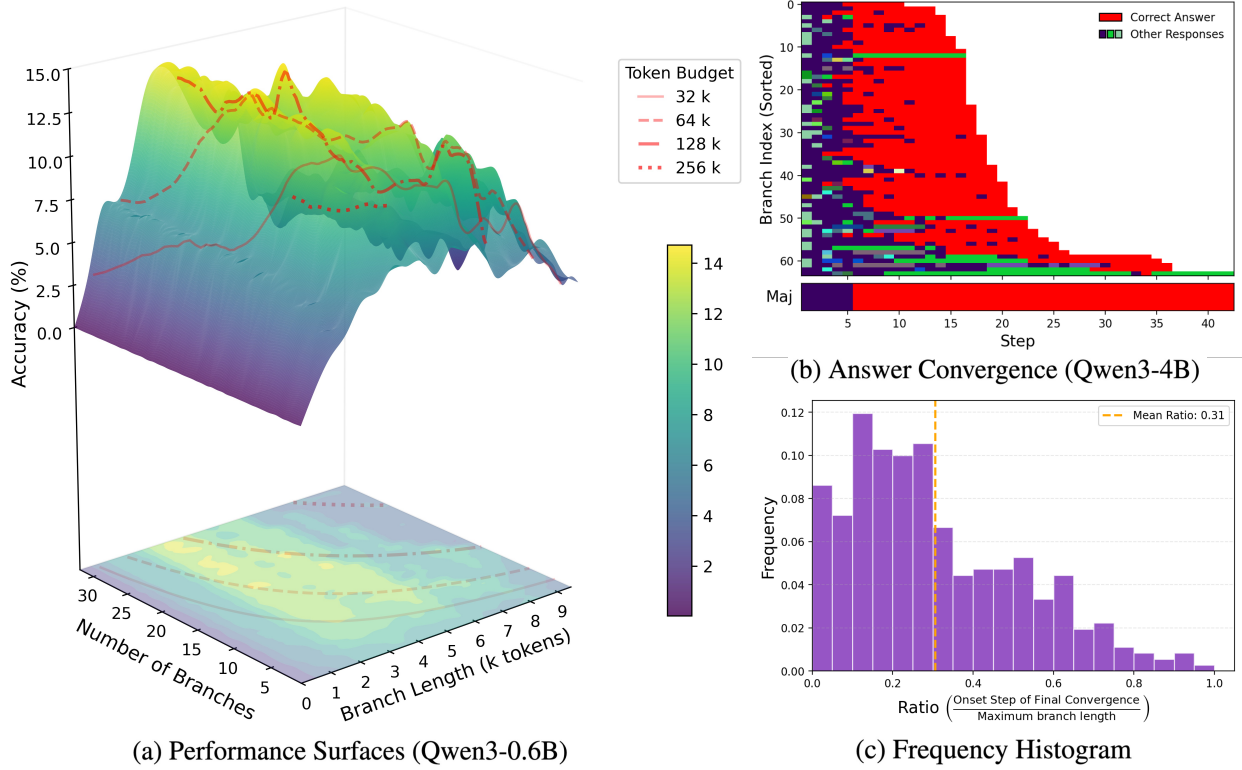 15.0
12.5
10.0
7.5
5.0
2.5
0.0
Accuracy (%)
30
25
20
15
10
5
0
Number of Branches
1
2
3
4
5
6
7
8
9
Branch Length (k tokens)
Token Budget
32 k
64 k
128 k
256 k
14
12
10
8
6
4
2
(a) Performance Surfaces (Qwen3-0.6B)
0
10
20
30
40
50
60
Branch Index (Sorted)
Correct Answer
Other Responses
Maj
5 10 15 20 25 30 35 40
Step
(b) Answer Convergence (Qwen3-4B)
0.12
0.10
0.08
0.06
0.04
0.02
0.00
Frequency
Mean Ratio: 0.31
0.0 0.2 0.4 0.6 0.8 1.0
Ratio (Onset Step of Final Convergence
Maximum branch length)
(c) Frequency Histogram